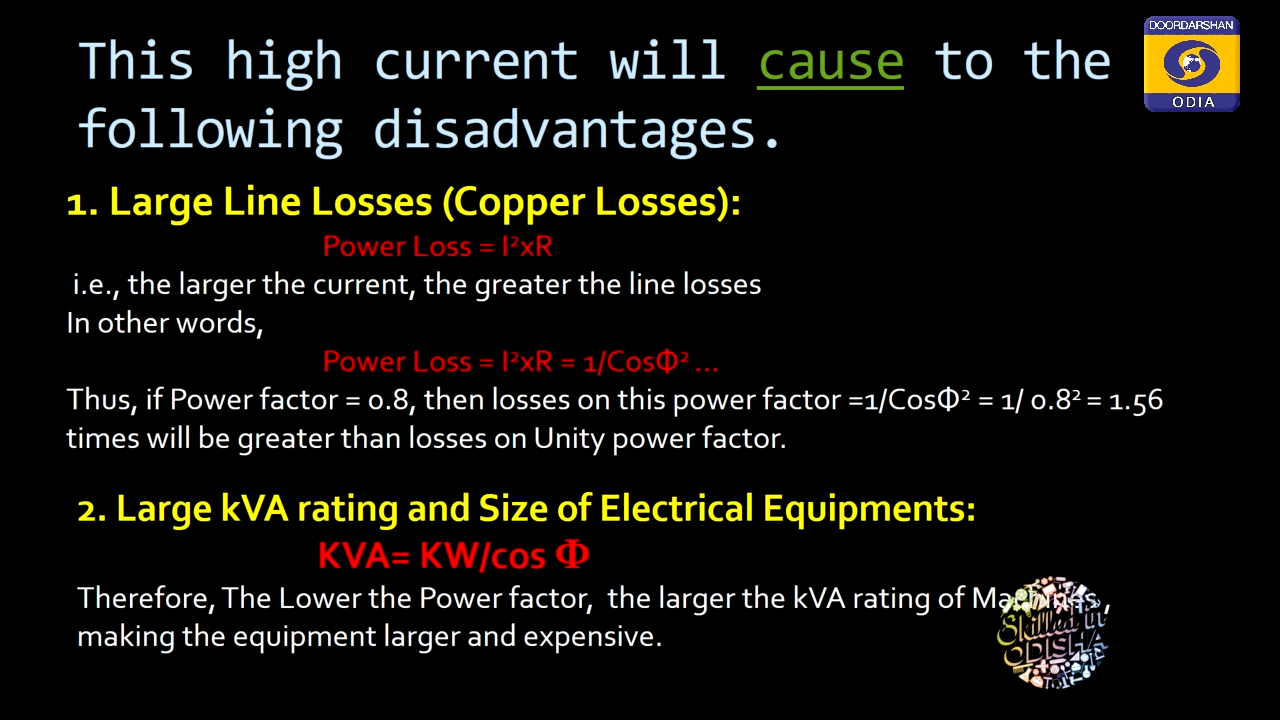 This high current will cause to the
following disadvantages.
DOORDARSHAN
ODIA
1. Large Line Losses (Copper Losses):
Power Loss = I²xR
i.e., the larger the current, the greater the line losses
In other words,
Power Loss = I²xR = 1/CosΦ² ...
Thus, if Power factor = 0.8, then losses on this power factor =1/CosΦ² = 1/ 0.8² = 1.56
times will be greater than losses on Unity power factor.
2. Large kVA rating and Size of Electrical Equipments:
KVA= KW/cos Φ
Therefore, The Lower the Power factor, the larger the kVA rating of Machines,
making the equipment larger and expensive.
Skilled in
ODISHA